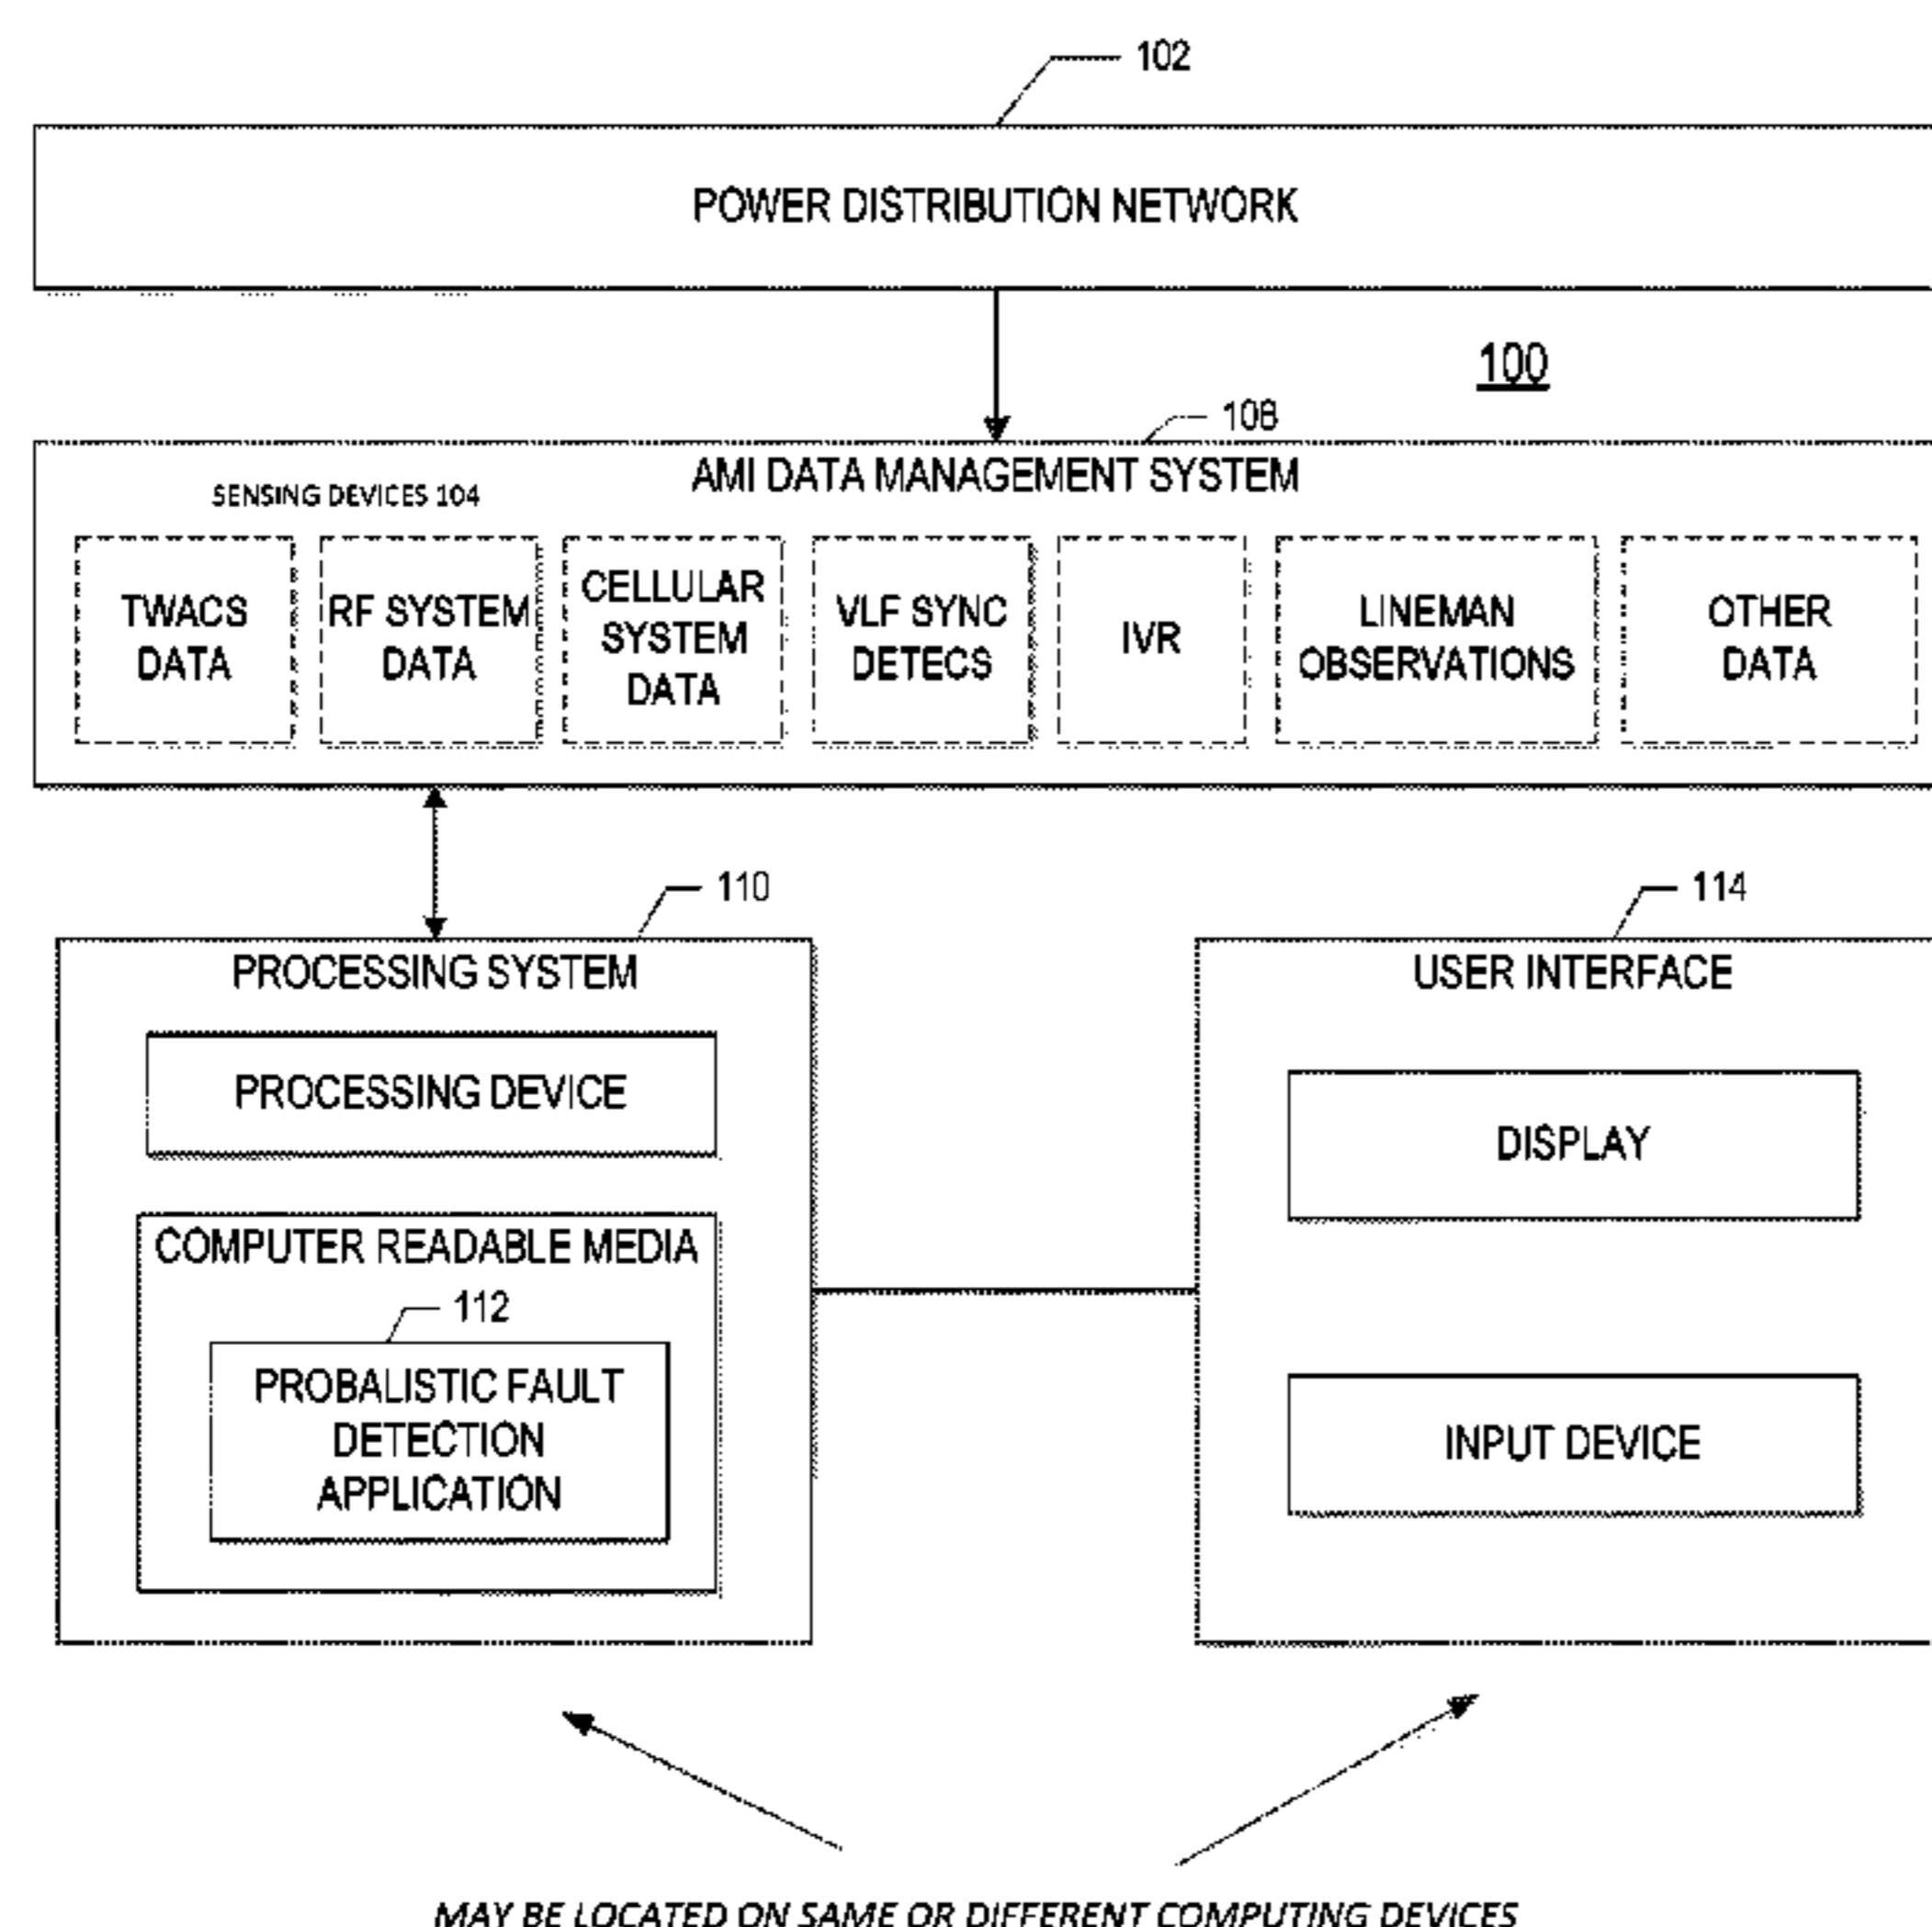 102
POWER DISTRIBUTION NETWORK
100
108
AMI DATA MANAGEMENT SYSTEM
SENSING DEVICES 104
TWACS
DATA
RF SYSTEM
DATA
CELLULAR
SYSTEM
DATA
VLF SYNC
DETECS
IVR
LINEMAN
OBSERVATIONS
OTHER
DATA
110
PROCESSING SYSTEM
PROCESSING DEVICE
COMPUTER READABLE MEDIA
112
PROBALISTIC FAULT
DETECTION
APPLICATION
114
USER INTERFACE
DISPLAY
INPUT DEVICE
MAY BE LOCATED ON SAME OR DIFFERENT COMPUTING DEVICES